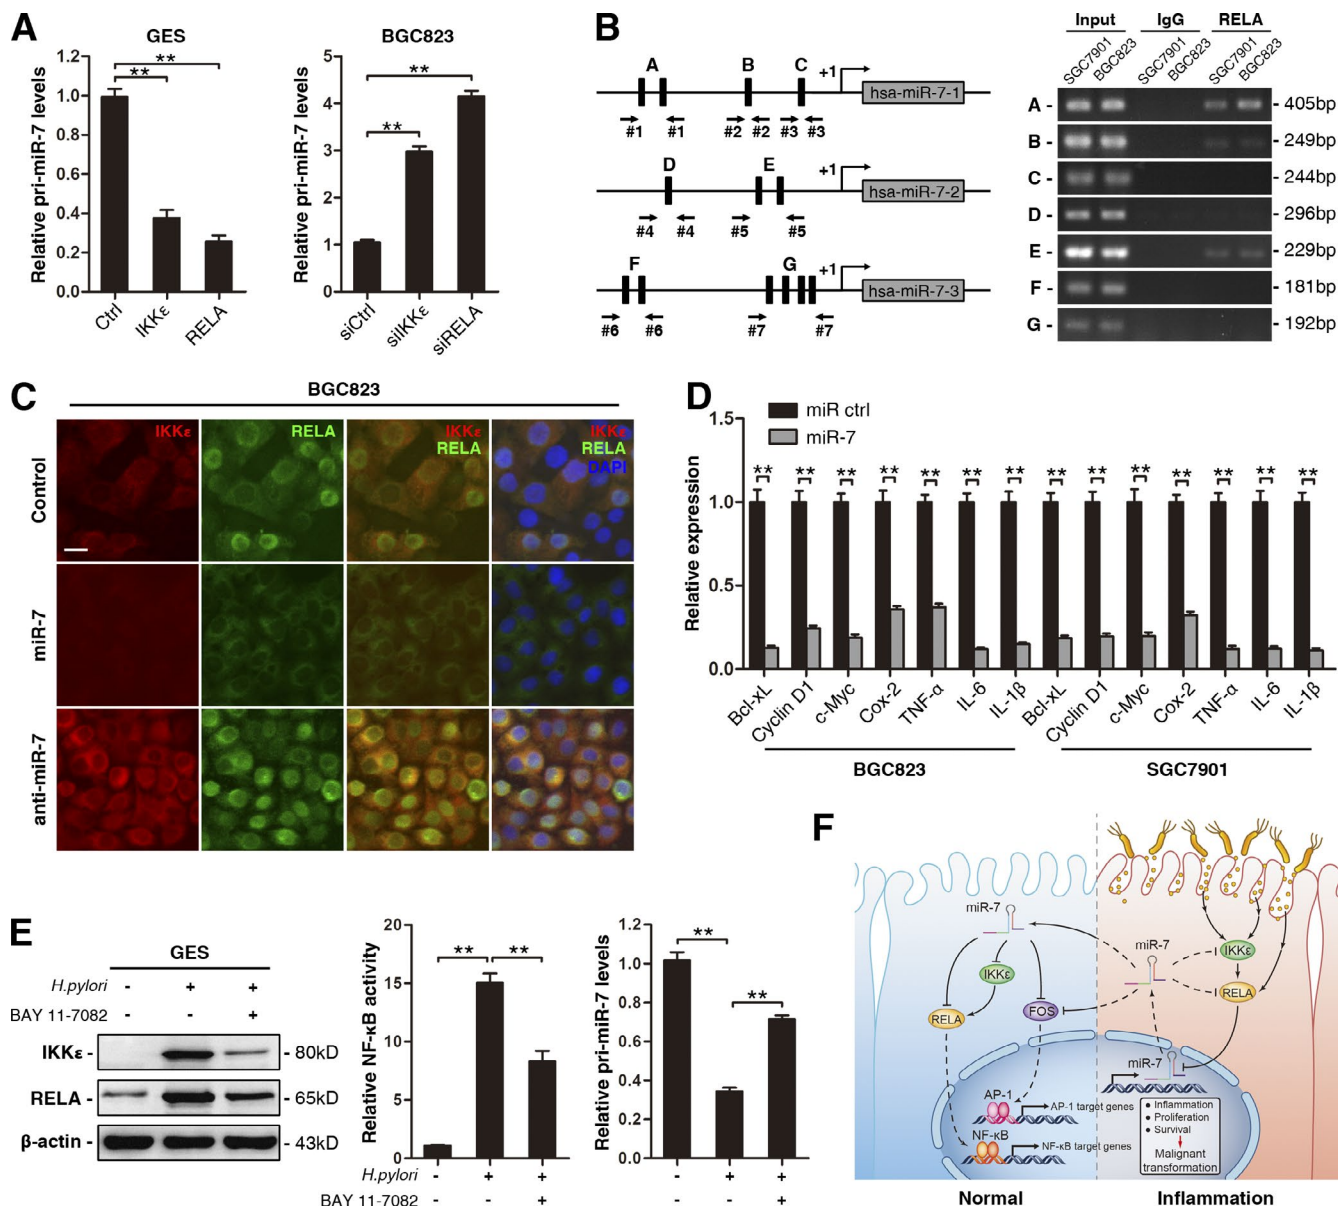 A
GES
Relative pri-miR-7 levels
1.2
1.0
0.8
0.6
0.4
0.2
0.0
**
**
Ctrl
IKKε
RELA
BGC823
Relative pri-miR-7 levels
5
4
3
2
1
0
**
**
siCtrl
siIKKε
siRELA
B
A
B
C
+1
hsa-miR-7-1
#1
#1
#2
#2
#3
#3
D
E
+1
hsa-miR-7-2
#4
#4
#5
#5
F
G
+1
hsa-miR-7-3
#6
#6
#7
#7
Input
IgG
RELA
SGC7901
BGC823
SGC7901
BGC823
SGC7901
BGC823
A -
- 405bp
B -
- 249bp
C -
- 244bp
D -
- 296bp
E -
- 229bp
F -
- 181bp
G -
- 192bp
C
BGC823
IKKε
RELA
IKKε
RELA
IKKε
RELA
DAPI
Control
miR-7
anti-miR-7
D
miR ctrl
miR-7
Relative expression
1.5
1.0
0.5
0.0
** ** ** ** ** ** ** ** ** ** ** ** ** **
Bcl-xL
Cyclin D1
c-Myc
Cox-2
TNF-α
IL-6
IL-1β
Bcl-xL
Cyclin D1
c-Myc
Cox-2
TNF-α
IL-6
IL-1β
BGC823
SGC7901
E
GES
H.pylori - + +
BAY 11-7082 - - +
IKKε - - 80kD
RELA - - 65kD
β-actin - - 43kD
Relative NF-κB activity
20
15
10
5
0
**
**
H.pylori - + +
BAY 11-7082 - - +
Relative pri-miR-7 levels
1.2
1.0
0.8
0.6
0.4
0.2
0.0
**
**
- + +
- - +
F
miR-7
IKKε
RELA
FOS
AP-1
AP-1 target genes
NF-κB
NF-κB target genes
miR-7
IKKε
RELA
miR-7
• Inflammation
• Proliferation
• Survival
Malignant
transformation
Normal
Inflammation